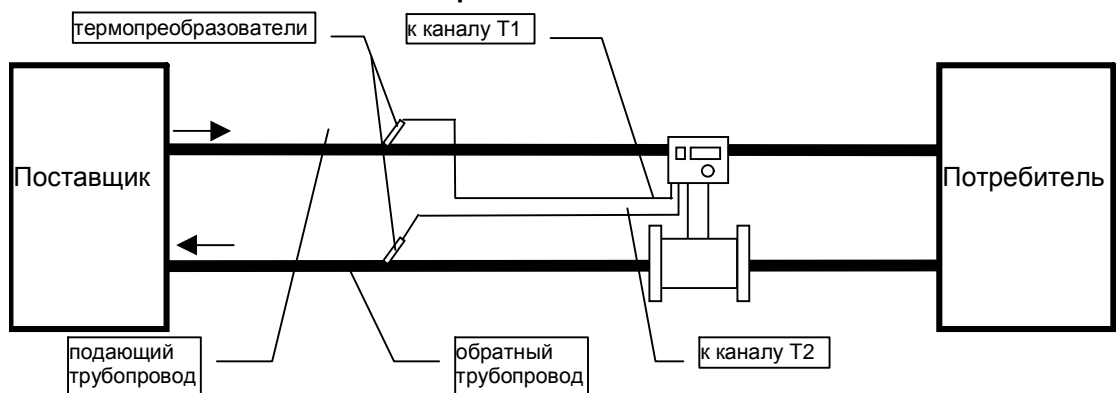 термопреобразователи
к каналу Т1
Поставщик
Потребитель
подающий
трубопровод
обратный
трубопровод
к каналу Т2